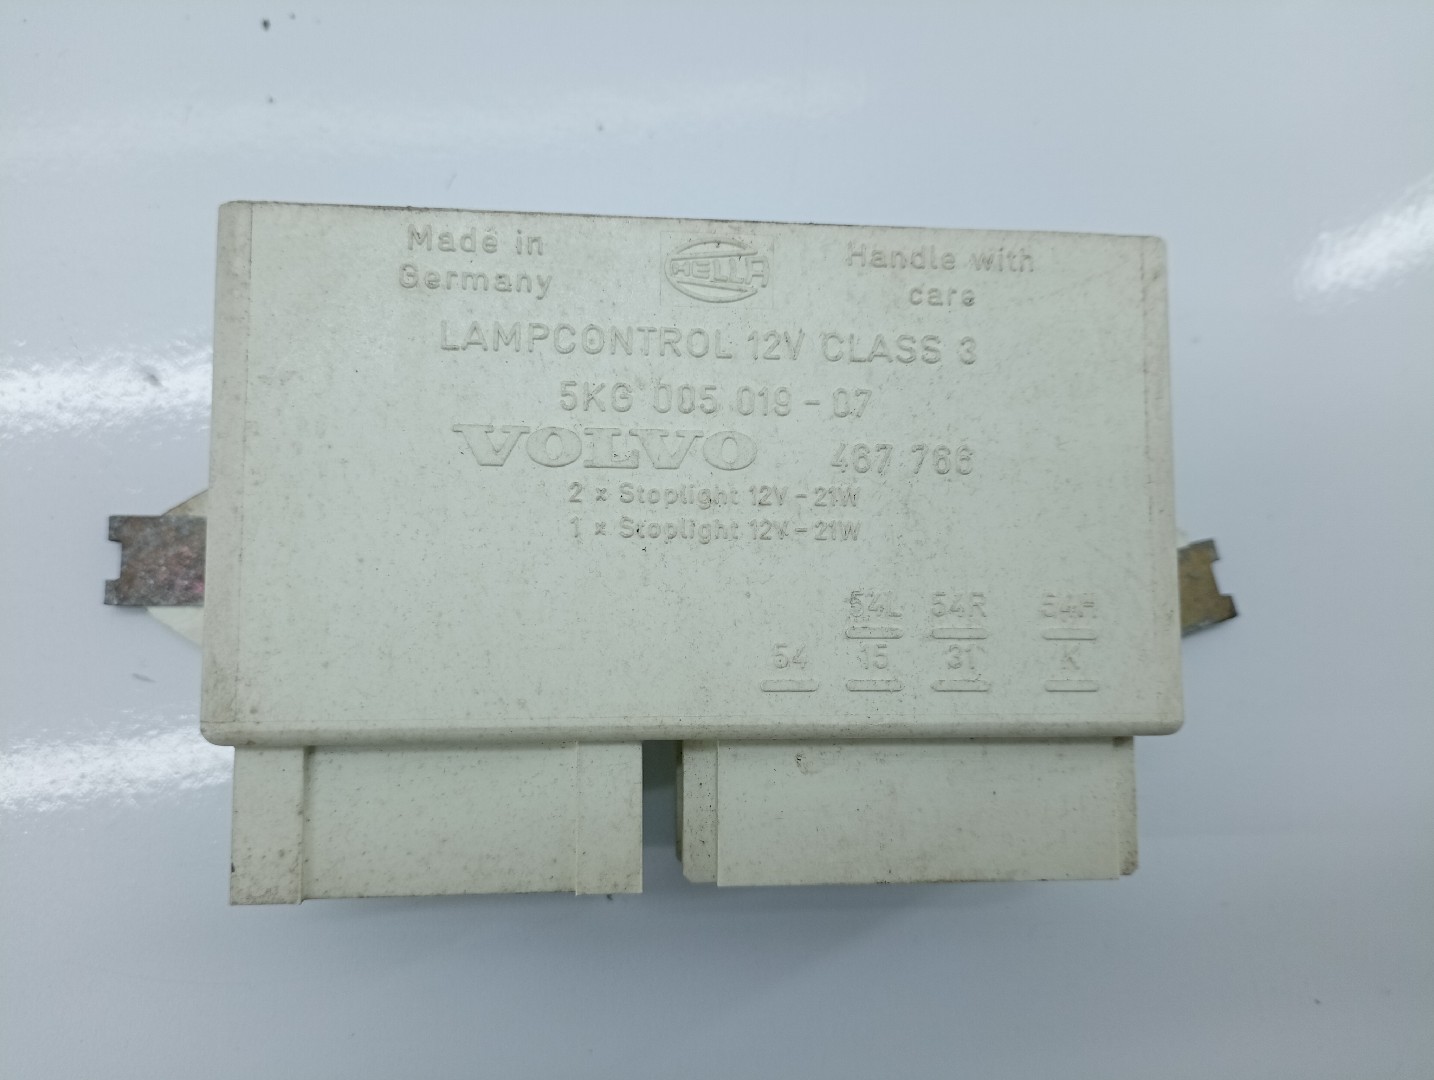 Made in
Germany
HELLA
Handle with
care
LAMPCONTROL 12V CLASS 3
5KG 005 019-07
VOLVO 467 766
2 x Stoplight 12V-21W
1 x Stoplight 12V-21W
54L 54R 54H
54 15 31 K